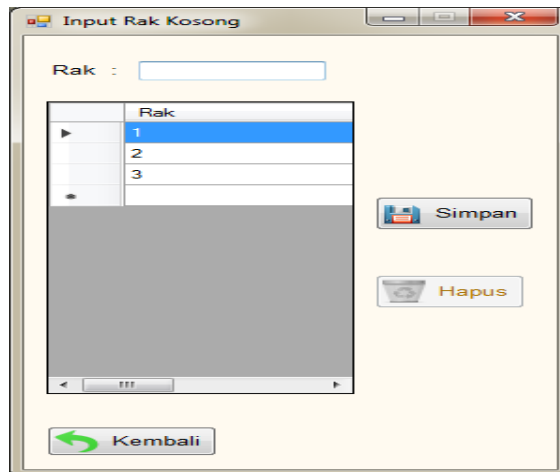 Input Rak Kosong
Rak :
Rak
1
2
3
Simpan
Hapus
Kembali